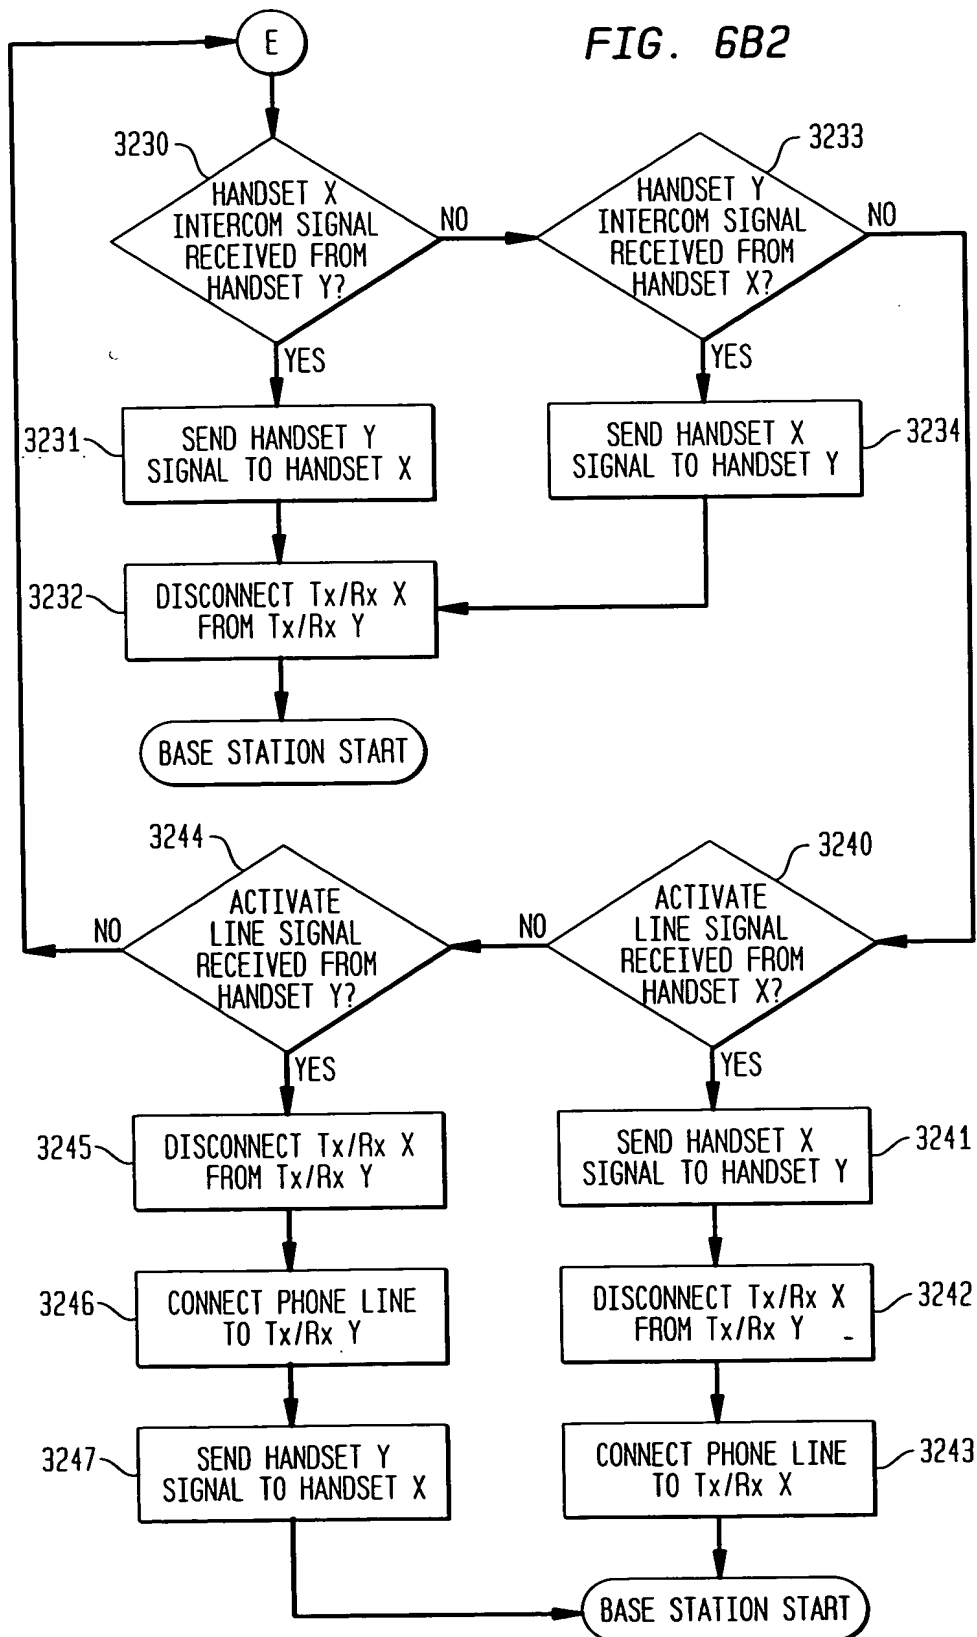 E
FIG. 6B2
3230
HANDSET X
INTERCOM SIGNAL
RECEIVED FROM
HANDSET Y?
NO
YES
3233
HANDSET Y
INTERCOM SIGNAL
RECEIVED FROM
HANDSET X?
NO
YES
3231
SEND HANDSET Y
SIGNAL TO HANDSET X
SEND HANDSET X
SIGNAL TO HANDSET Y
3234
3232
DISCONNECT Tx/Rx X
FROM Tx/Rx Y
BASE STATION START
3244
ACTIVATE
LINE SIGNAL
RECEIVED FROM
HANDSET Y?
NO
YES
3240
ACTIVATE
LINE SIGNAL
RECEIVED FROM
HANDSET X?
NO
YES
3245
DISCONNECT Tx/Rx X
FROM Tx/Rx Y
SEND HANDSET X
SIGNAL TO HANDSET Y
3241
3246
CONNECT PHONE LINE
TO Tx/Rx Y
DISCONNECT Tx/Rx X
FROM Tx/Rx Y
3242
3247
SEND HANDSET Y
SIGNAL TO HANDSET X
CONNECT PHONE LINE
TO Tx/Rx X
3243
BASE STATION START